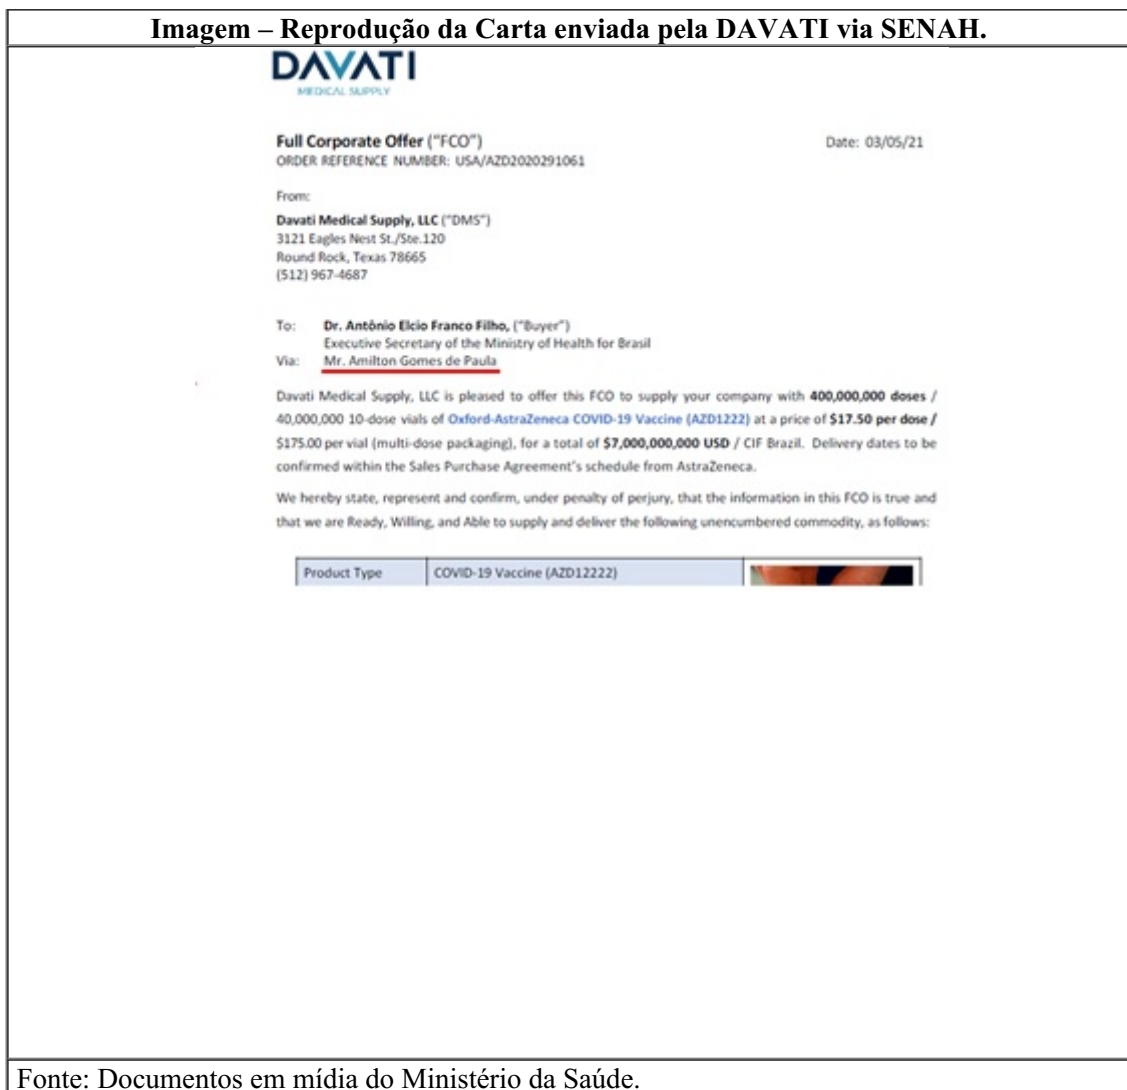 Imagem – Reprodução da Carta enviada pela DAVATI via SENAH.
DAVATI
MEDICAL SUPPLY
Full Corporate Offer ("FCO") Date: 03/05/21
ORDER REFERENCE NUMBER: USA/AZD2020291061
From:
Davati Medical Supply, LLC ("DMS")
3121 Eagles Nest St./Ste.120
Round Rock, Texas 78665
(512) 967-4687
To: Dr. Antônio Elcio Franco Filho, ("Buyer")
Executive Secretary of the Ministry of Health for Brasil
Via: Mr. Amilton Gomes de Paula
Davati Medical Supply, LLC is pleased to offer this FCO to supply your company with 400,000,000 doses /
40,000,000 10-dose vials of Oxford-AstraZeneca COVID-19 Vaccine (AZD1222) at a price of $17.50 per dose /
$175.00 per vial (multi-dose packaging), for a total of $7,000,000,000 USD / CIF Brazil. Delivery dates to be
confirmed within the Sales Purchase Agreement's schedule from AstraZeneca.
We hereby state, represent and confirm, under penalty of perjury, that the information in this FCO is true and
that we are Ready, Willing, and Able to supply and deliver the following unencumbered commodity, as follows:
Product Type COVID-19 Vaccine (AZD12222)
Fonte: Documentos em mídia do Ministério da Saúde.